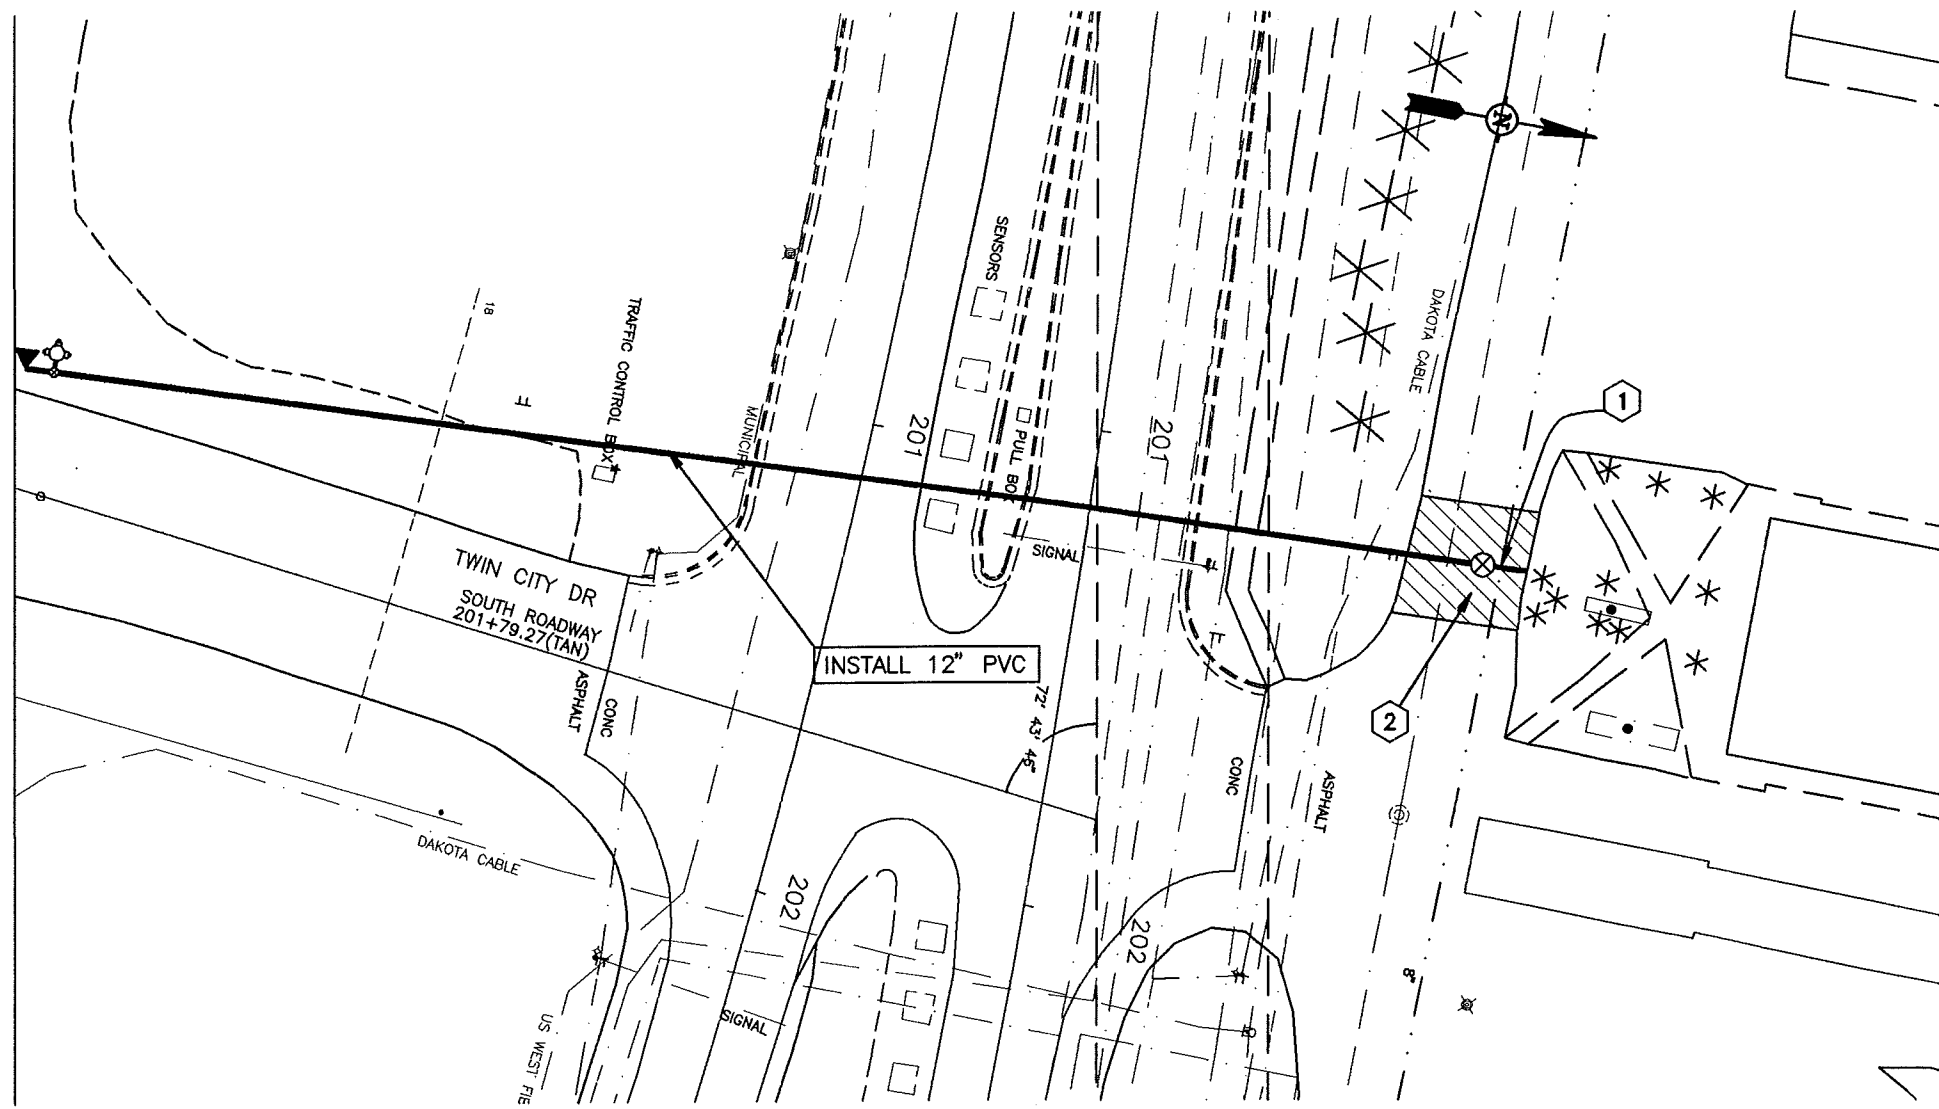 N
SENSORS
DAKOTA CABLE
1
18
TRAFFIC CONTROL BOX
MUNICIPAL
201
PULL BOX
201
SIGNAL
TWIN CITY DR
SOUTH ROADWAY
201+79.27(TAN)
INSTALL 12" PVC
ASPHALT
CONC
72° 43' 46"
2
CONC
ASPHALT
DAKOTA CABLE
202
202
8"
SIGNAL
US WEST FIB